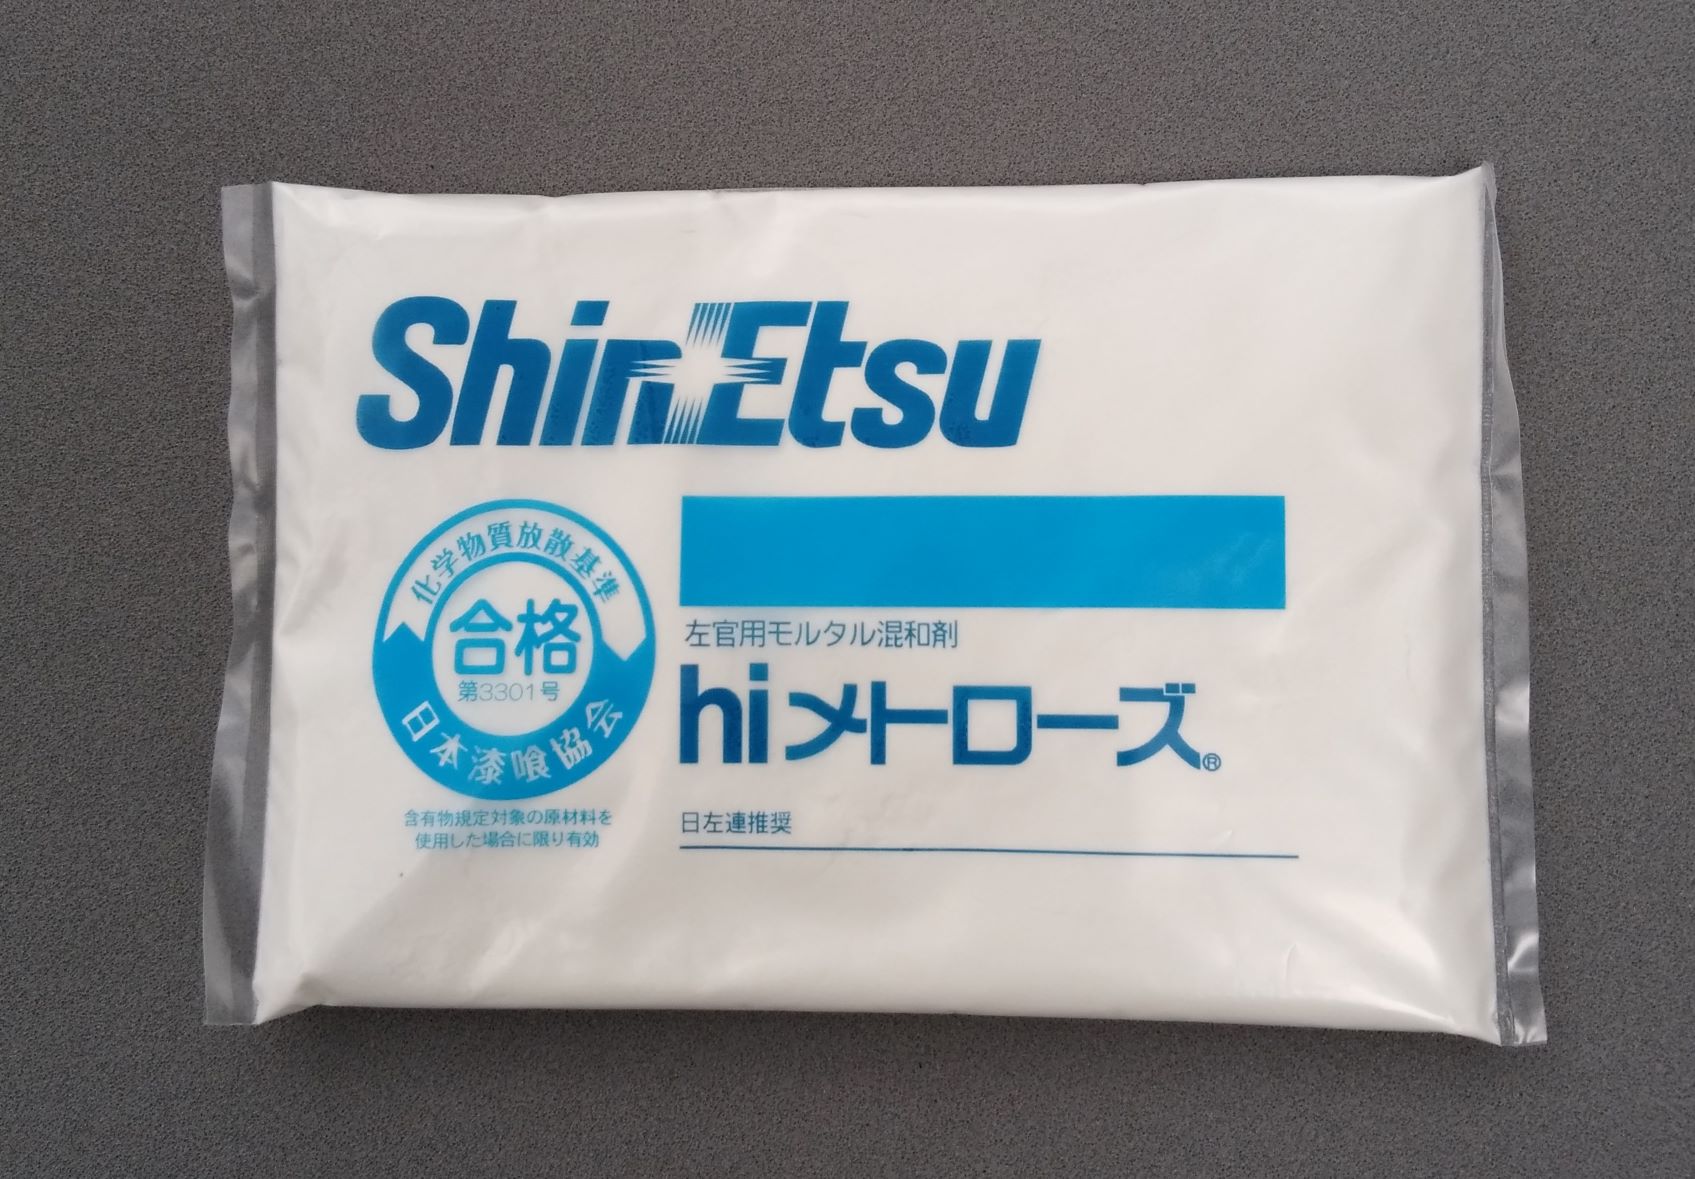 Shin-Etsu
化学物質放散基準
合格
第3301号
日本漆喰協会
含有物規定対象の原材料を
使用した場合に限り有効
左官用モルタル混和剤
hiメトローズ®
日左連推奨